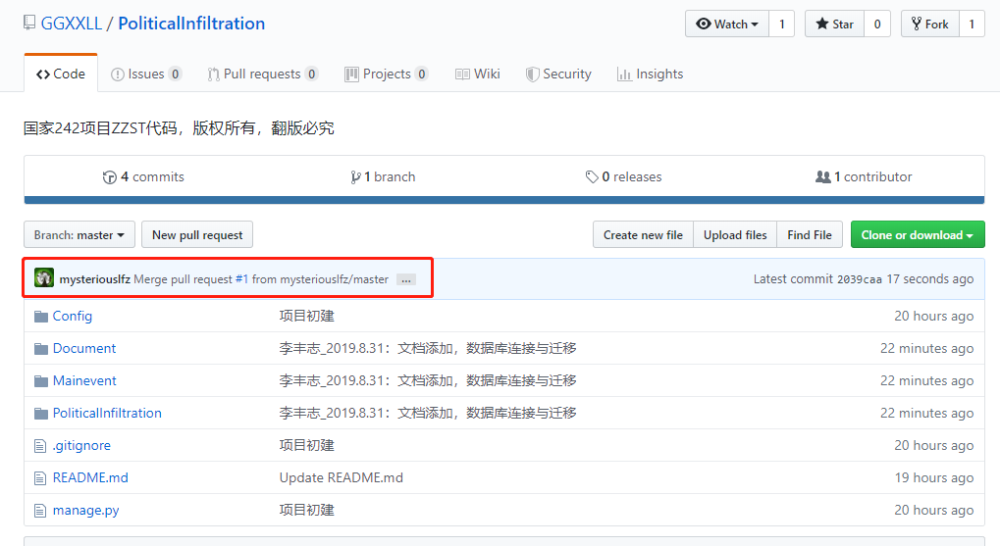 GGXXLL / PoliticalInfiltration Watch 1 Star 0 Fork 1
Code Issues 0 Pull requests 0 Projects 0 Wiki Security Insights
国家242项目ZZST代码，版权所有，翻版必究
4 commits 1 branch 0 releases 1 contributor
Branch: master New pull request Create new file Upload files Find File Clone or download
mysteriouslfz Merge pull request #1 from mysteriouslfz/master ... Latest commit 2039caa 17 seconds ago
Config 项目初建 20 hours ago
Document 李丰志_2019.8.31：文档添加，数据库连接与迁移 22 minutes ago
Mainevent 李丰志_2019.8.31：文档添加，数据库连接与迁移 22 minutes ago
PoliticalInfiltration 李丰志_2019.8.31：文档添加，数据库连接与迁移 22 minutes ago
.gitignore 项目初建 20 hours ago
README.md Update README.md 19 hours ago
manage.py 项目初建 20 hours ago